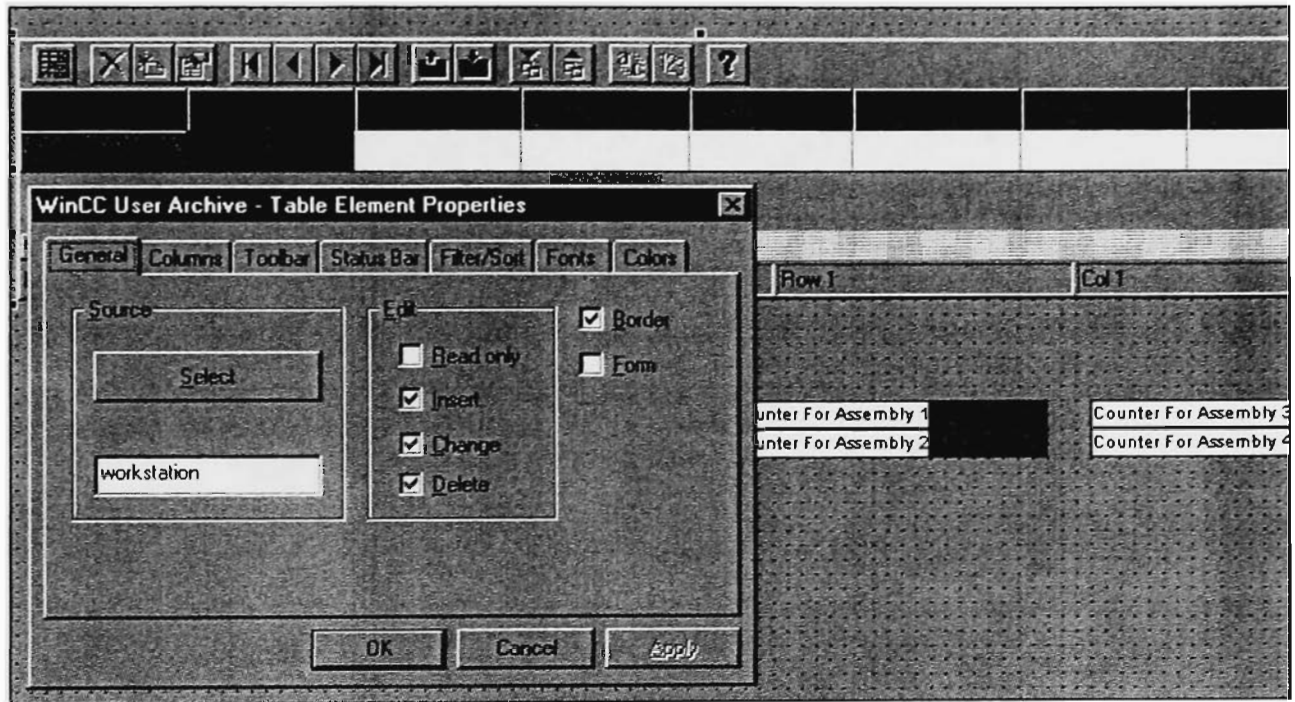 WinCC User Archive - Table Element Properties
General Columns Toolbar Status Bar Filter/Sort Fonts Colors
Row 1 Col 1
Source
Select
workstation
Edit
Read only
Insert
Change
Delete
Border
Form
unter For Assembly 1
unter For Assembly 2
Counter For Assembly 3
Counter For Assembly 4
OK Cancel Apply